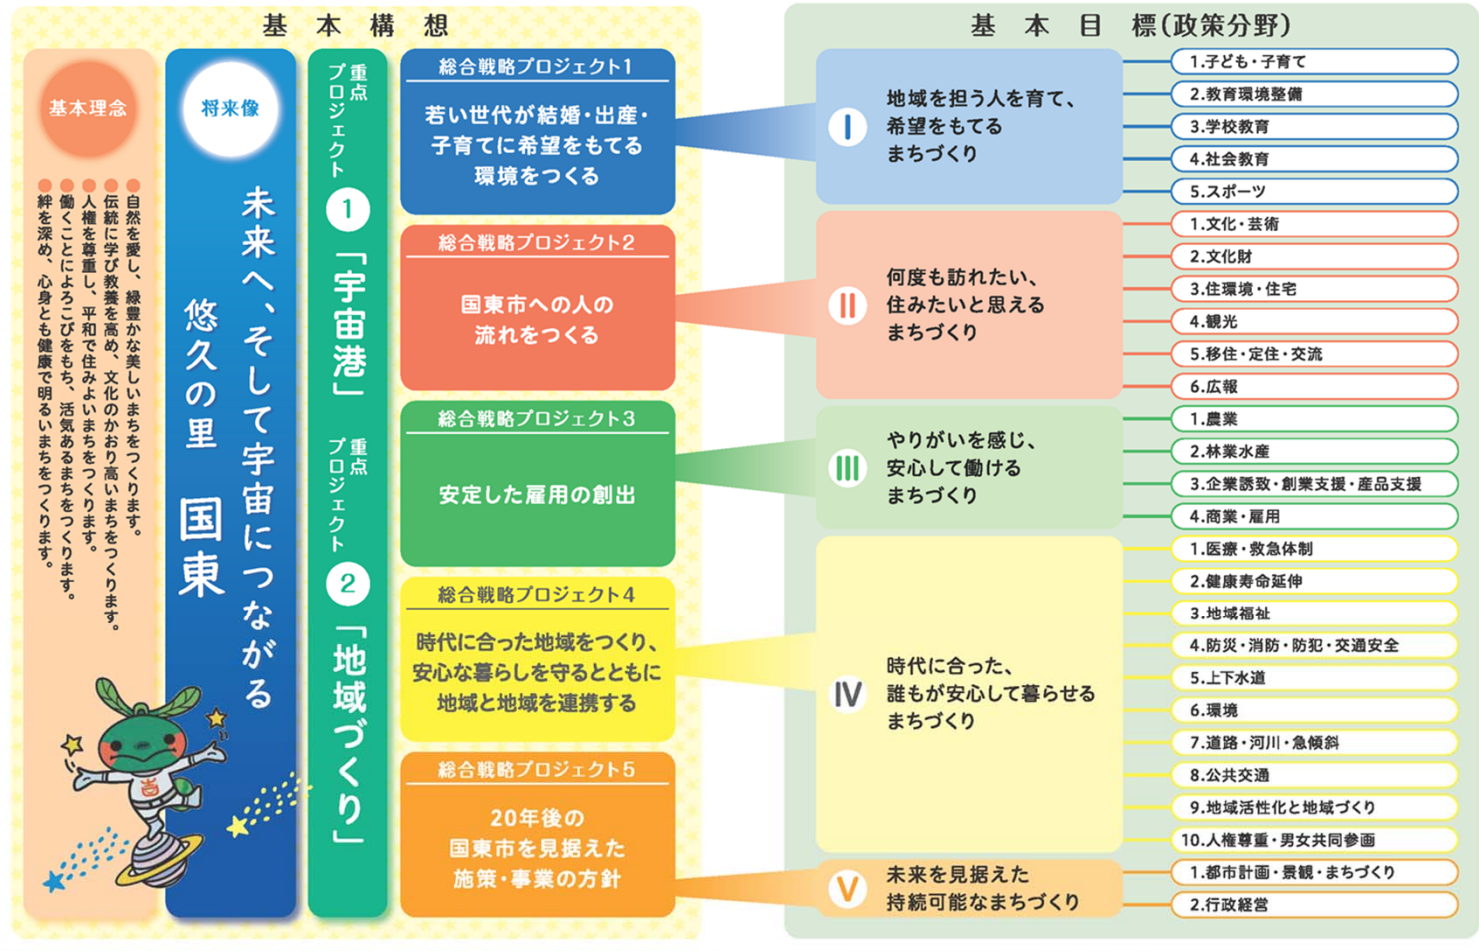 基本構想
基本理念
自然を愛し、緑豊かな美しいまちをつくります。
伝統に学び教養を高め、文化のかおり高いまちをつくります。
人権を尊重し、平和で住みよいまちをつくります。
働くことによろこびをもち、活気あるまちをつくります。
絆を深め、心身とも健康で明るいまちをつくります。
将来像
未来へ、そして宇宙につながる
悠久の里 国東
重点
プロジェクト
1
「宇宙港」
重点
プロジェクト
2
「地域づくり」
総合戦略プロジェクト1
若い世代が結婚・出産・
子育てに希望をもてる
環境をつくる
総合戦略プロジェクト2
国東市への人の
流れをつくる
総合戦略プロジェクト3
安定した雇用の創出
総合戦略プロジェクト4
時代に合った地域をつくり、
安心な暮らしを守るとともに
地域と地域を連携する
総合戦略プロジェクト5
20年後の
国東市を見据えた
施策・事業の方針
基本目標(政策分野)
I
地域を担う人を育て、
希望をもてる
まちづくり
1.子ども・子育て
2.教育環境整備
3.学校教育
4.社会教育
5.スポーツ
II
何度も訪れたい、
住みたいと思える
まちづくり
1.文化・芸術
2.文化財
3.住環境・住宅
4.観光
5.移住・定住・交流
6.広報
III
やりがいを感じ、
安心して働ける
まちづくり
1.農業
2.林業水産
3.企業誘致・創業支援・産品支援
4.商業・雇用
IV
時代に合った、
誰もが安心して暮らせる
まちづくり
1.医療・救急体制
2.健康寿命延伸
3.地域福祉
4.防災・消防・防犯・交通安全
5.上下水道
6.環境
7.道路・河川・急傾斜
8.公共交通
9.地域活性化と地域づくり
10.人権尊重・男女共同参画
V
未来を見据えた
持続可能なまちづくり
1.都市計画・景観・まちづくり
2.行政経営